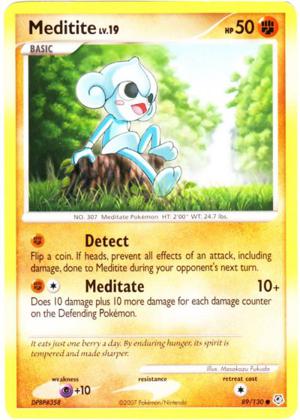 Meditite LV.19 HP 50
BASIC
NO. 307 Meditate Pokémon HT: 2'00" WT: 24.7 lbs.
Detect
Flip a coin. If heads, prevent all effects of an attack, including
damage, done to Meditite during your opponent's next turn.
Meditate 10+
Does 10 damage plus 10 more damage for each damage counter
on the Defending Pokémon.
Illus. Masakazu Fukuda
It eats just one berry a day. By enduring hunger, its spirit is
tempered and made sharper.
weakness resistance retreat cost
+10
DPBP#358 ©2007 Pokémon/Nintendo 89/130